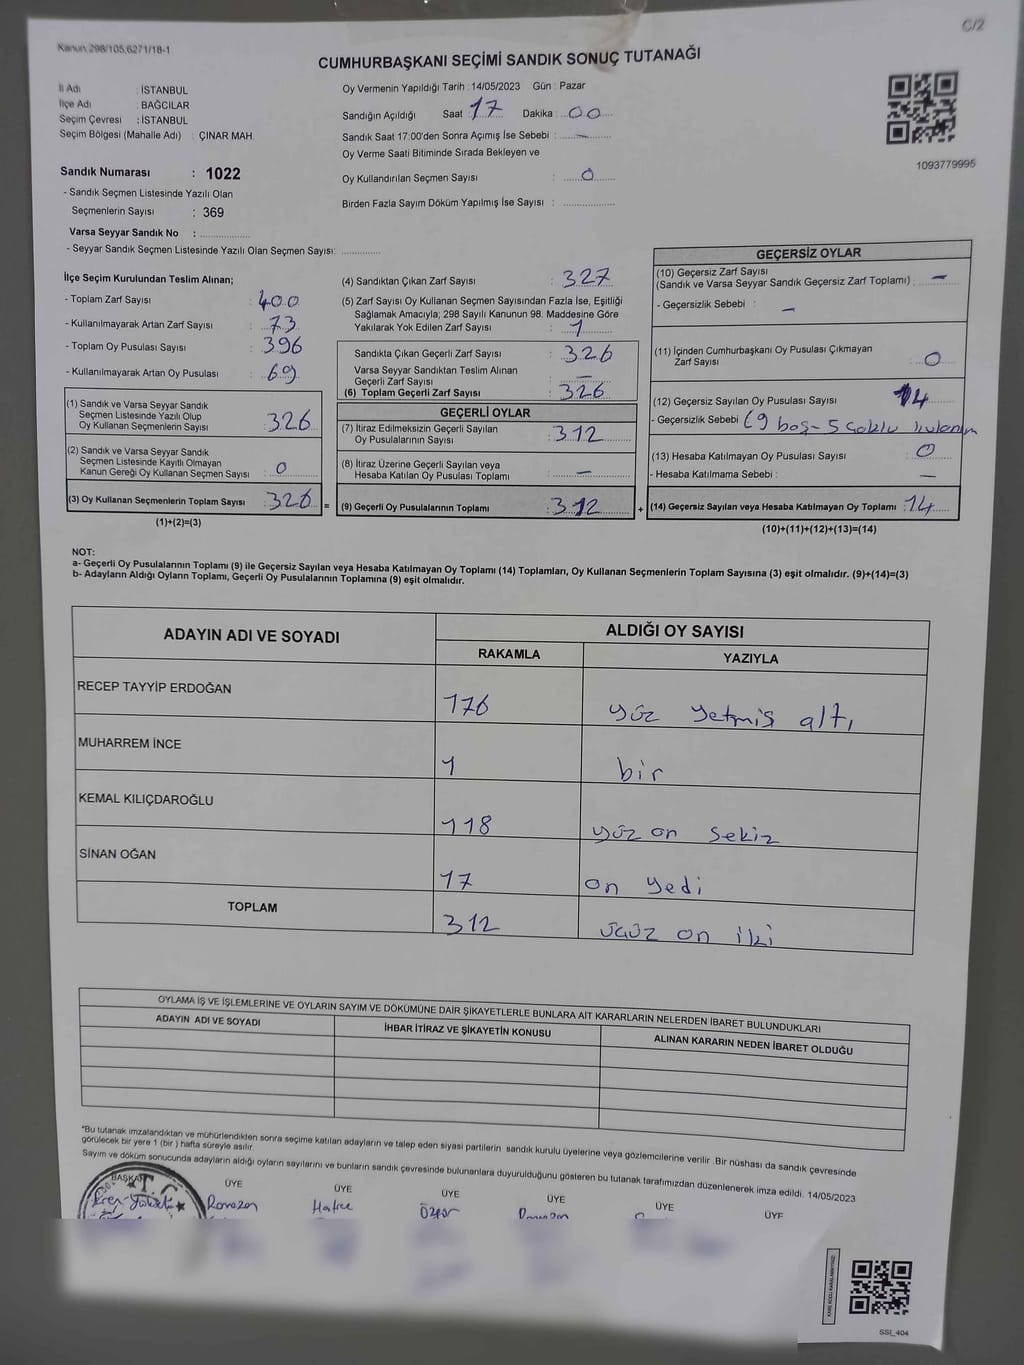 C/2
Kanun,298/105,6271/18-1
CUMHURBAŞKANI SEÇİMİ SANDIK SONUÇ TUTANAĞI
İl Adı : İSTANBUL
İlçe Adı : BAĞCILAR
Seçim Çevresi : İSTANBUL
Seçim Bölgesi (Mahalle Adı) : ÇINAR MAH.
Oy Vermenin Yapıldığı Tarih : 14/05/2023 Gün : Pazar
Sandığın Açıldığı Saat : 17 Dakika : 00
Sandık Saat 17:00'den Sonra Açımış İse Sebebi : —
Oy Verme Saati Bitiminde Sırada Bekleyen ve
Oy Kullandırılan Seçmen Sayısı : 0
Birden Fazla Sayım Döküm Yapılmış İse Sayısı :
1093779995
Sandık Numarası : 1022
- Sandık Seçmen Listesinde Yazılı Olan
Seçmenlerin Sayısı : 369
Varsa Seyyar Sandık No :
- Seyyar Sandık Seçmen Listesinde Yazılı Olan Seçmen Sayısı:
İlçe Seçim Kurulundan Teslim Alınan;
- Toplam Zarf Sayısı : 400
- Kullanılmayarak Artan Zarf Sayısı : 73
- Toplam Oy Pusulası Sayısı : 396
- Kullanılmayarak Artan Oy Pusulası : 69
(1) Sandık ve Varsa Seyyar Sandık
Seçmen Listesinde Yazılı Olup
Oy Kullanan Seçmenlerin Sayısı : 326
(2) Sandık ve Varsa Seyyar Sandık
Seçmen Listesinde Kayıtlı Olmayan
Kanun Gereği Oy Kullanan Seçmen Sayısı : 0
(3) Oy Kullanan Seçmenlerin Toplam Sayısı : 326 =
(1)+(2)=(3)
(4) Sandıktan Çıkan Zarf Sayısı : 327
(5) Zarf Sayısı Oy Kullanan Seçmen Sayısından Fazla İse, Eşitliği
Sağlamak Amacıyla; 298 Sayılı Kanunun 98. Maddesine Göre
Yakılarak Yok Edilen Zarf Sayısı : 1
Sandıkta Çıkan Geçerli Zarf Sayısı : 326
Varsa Seyyar Sandıktan Teslim Alınan
Geçerli Zarf Sayısı : —
(6) Toplam Geçerli Zarf Sayısı : 326
GEÇERLİ OYLAR
(7) İtiraz Edilmeksizin Geçerli Sayılan
Oy Pusulalarının Sayısı : 312
(8) İtiraz Üzerine Geçerli Sayılan veya
Hesaba Katılan Oy Pusulası Toplamı : —
(9) Geçerli Oy Pusulalarının Toplamı : 312 +
GEÇERSİZ OYLAR
(10) Geçersiz Zarf Sayısı
(Sandık ve Varsa Seyyar Sandık Geçersiz Zarf Toplamı) : —
- Geçersizlik Sebebi : —
(11) İçinden Cumhurbaşkanı Oy Pusulası Çıkmayan
Zarf Sayısı : 0
(12) Geçersiz Sayılan Oy Pusulası Sayısı : 14
- Geçersizlik Sebebi (9 boş-5 çoklu
(13) Hesaba Katılmayan Oy Pusulası Sayısı : 0
- Hesaba Katılmama Sebebi : —
(14) Geçersiz Sayılan veya Hesaba Katılmayan Oy Toplamı : 14
(10)+(11)+(12)+(13)=(14)
NOT:
a- Geçerli Oy Pusulalarının Toplamı (9) ile Geçersiz Sayılan veya Hesaba Katılmayan Oy Toplamı (14) Toplamları, Oy Kullanan Seçmenlerin Toplam Sayısına (3) eşit olmalıdır. (9)+(14)=(3)
b- Adayların Aldığı Oyların Toplamı, Geçerli Oy Pusulalarının Toplamına (9) eşit olmalıdır.
ADAYIN ADI VE SOYADI
ALDIĞI OY SAYISI
RAKAMLA YAZIYLA
RECEP TAYYİP ERDOĞAN 176 yüz yetmiş altı
MUHARREM İNCE 1 bir
KEMAL KILIÇDAROĞLU 118 yüz on sekiz
SİNAN OĞAN 17 on yedi
TOPLAM 312 üçüz on iki
OYLAMA İŞ VE İŞLEMLERİNE VE OYLARIN SAYIM VE DÖKÜMÜNE DAİR ŞİKAYETLERLE BUNLARA AİT KARARLARIN NELERDEN İBARET BULUNDUKLARI
ADAYIN ADI VE SOYADI İHBAR İTİRAZ VE ŞİKAYETİN KONUSU ALINAN KARARIN NEDEN İBARET OLDUĞU
"Bu tutanak imzalandıktan ve mühürlendikten sonra seçime katılan adayların ve talep eden siyasi partilerin sandık kurulu üyelerine veya gözlemcilerine verilir. Bir nüshası da sandık çevresinde
görülecek bir yere 1 (bir ) hafta süreyle asılır.
Sayım ve döküm sonucunda adayların aldığı oyların sayılarını ve bunların sandık çevresinde bulunanlara duyurulduğunu gösteren bu tutanak tarafımızdan düzenlenerek imza edildi. 14/05/2023
BAŞKAN ÜYE ÜYE ÜYE ÜYE ÜYE ÜYE
T.C.
Ramazan Hatice Özgür Ramazan
SSİ_404